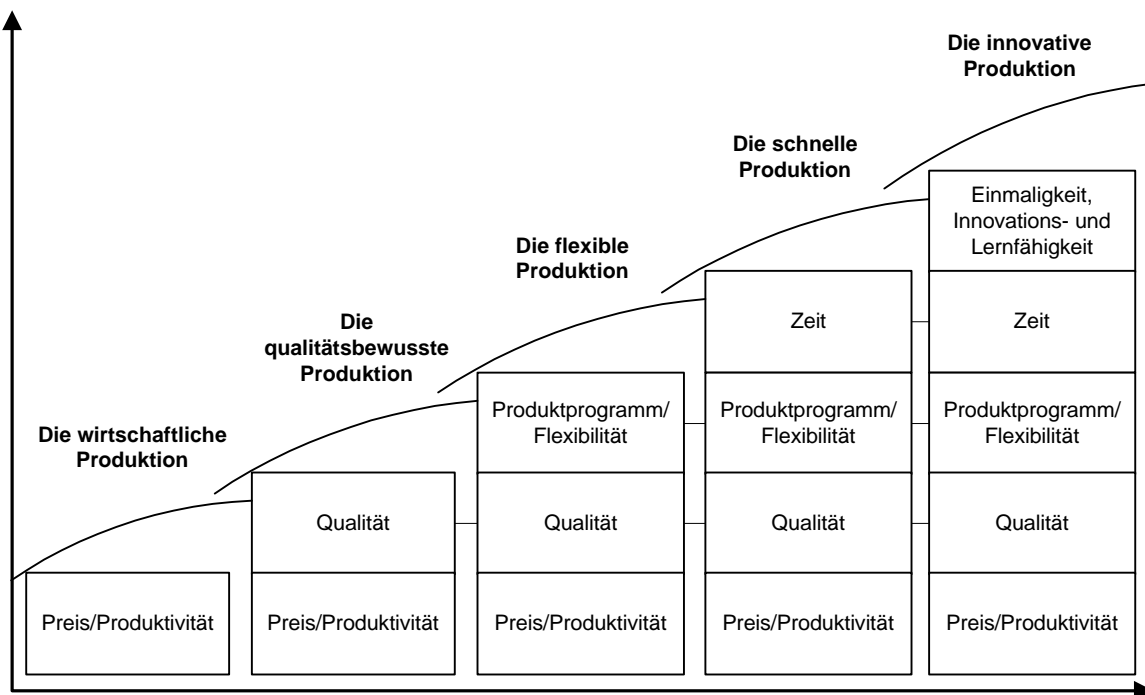 Die innovative
Produktion
Die schnelle
Produktion
Einmaligkeit,
Innovations- und
Lernfähigkeit
Die flexible
Produktion
Zeit
Zeit
Die
qualitätsbewusste
Produktion
Produktprogramm/
Flexibilität
Produktprogramm/
Flexibilität
Produktprogramm/
Flexibilität
Die wirtschaftliche
Produktion
Qualität
Qualität
Qualität
Qualität
Preis/Produktivität
Preis/Produktivität
Preis/Produktivität
Preis/Produktivität
Preis/Produktivität